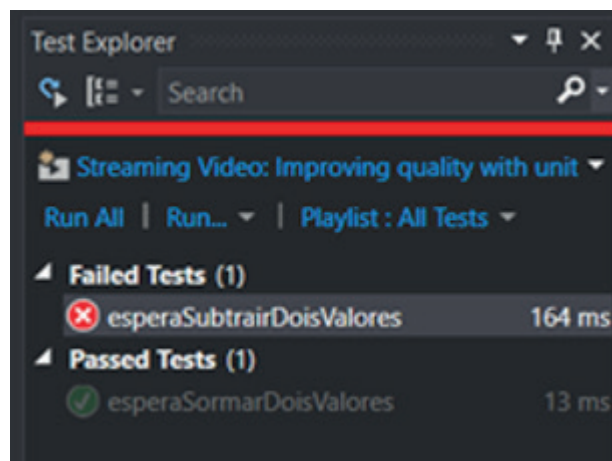 Test Explorer
Search
Streaming Video: Improving quality with unit
Run All | Run... | Playlist : All Tests
Failed Tests (1)
esperaSubtrairDoisValores 164 ms
Passed Tests (1)
esperaSormarDoisValores 13 ms